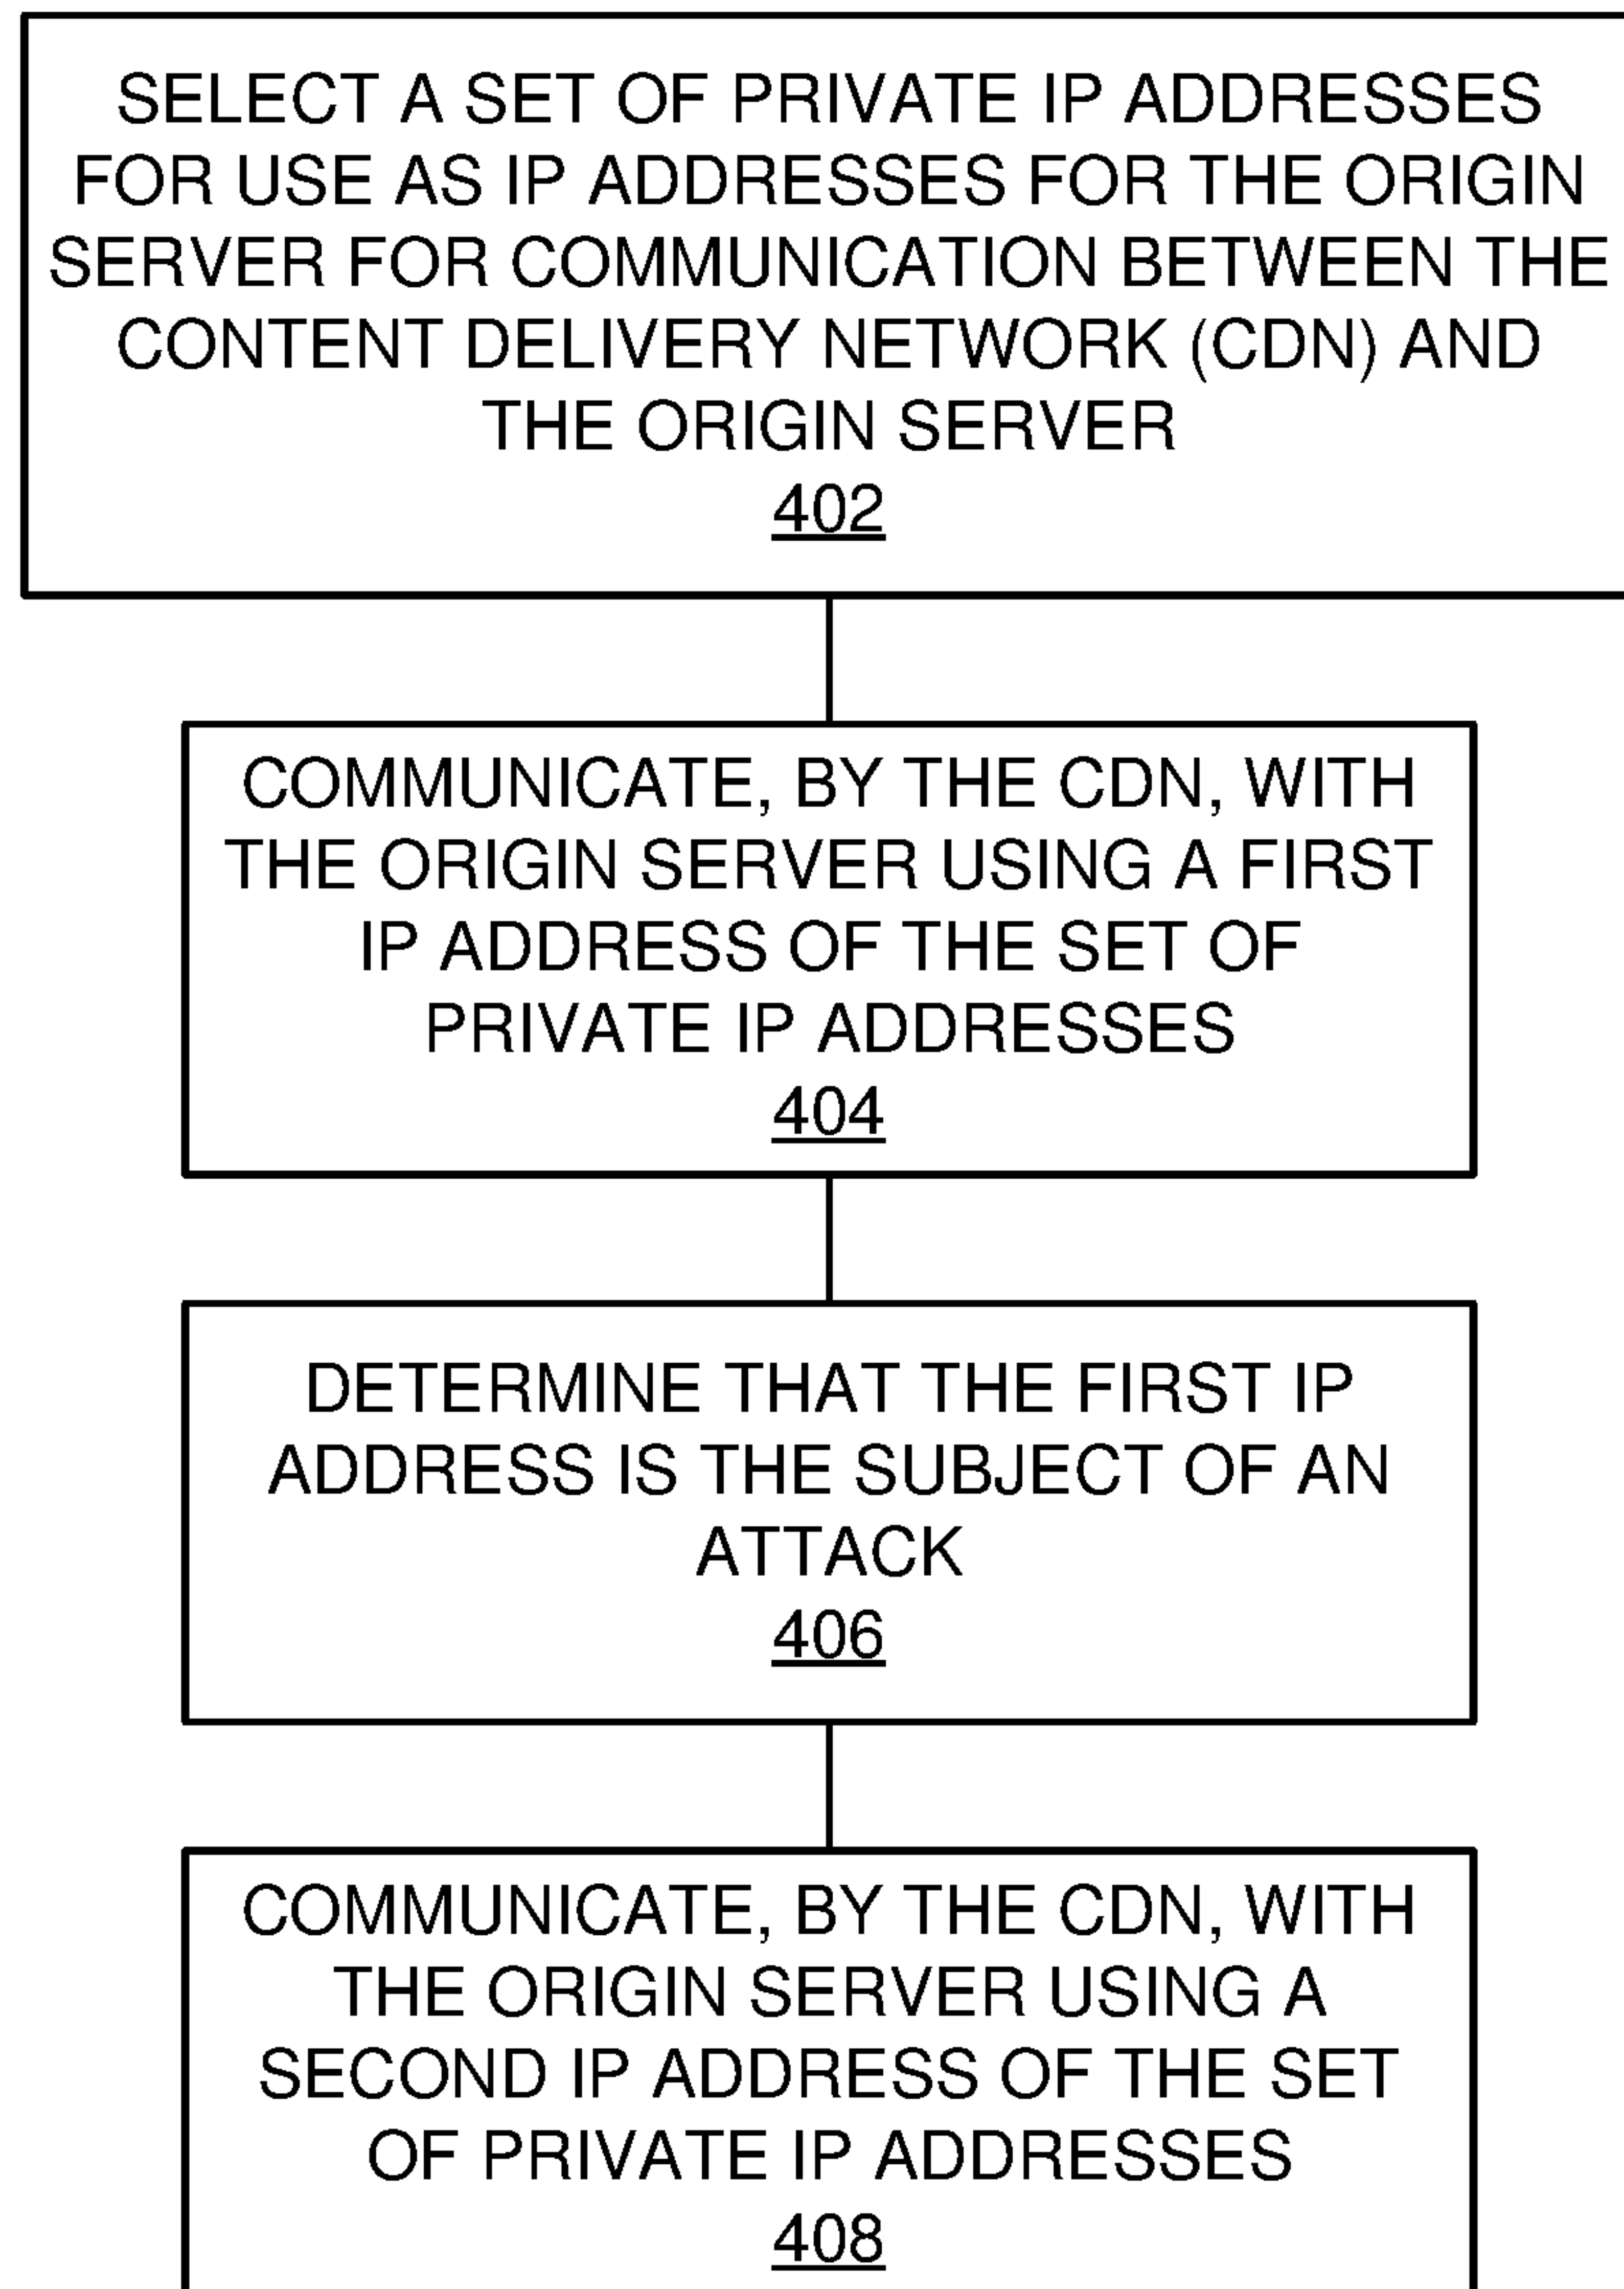 SELECT A SET OF PRIVATE IP ADDRESSES
FOR USE AS IP ADDRESSES FOR THE ORIGIN
SERVER FOR COMMUNICATION BETWEEN THE
CONTENT DELIVERY NETWORK (CDN) AND
THE ORIGIN SERVER
402
COMMUNICATE, BY THE CDN, WITH
THE ORIGIN SERVER USING A FIRST
IP ADDRESS OF THE SET OF
PRIVATE IP ADDRESSES
404
DETERMINE THAT THE FIRST IP
ADDRESS IS THE SUBJECT OF AN
ATTACK
406
COMMUNICATE, BY THE CDN, WITH
THE ORIGIN SERVER USING A
SECOND IP ADDRESS OF THE SET
OF PRIVATE IP ADDRESSES
408